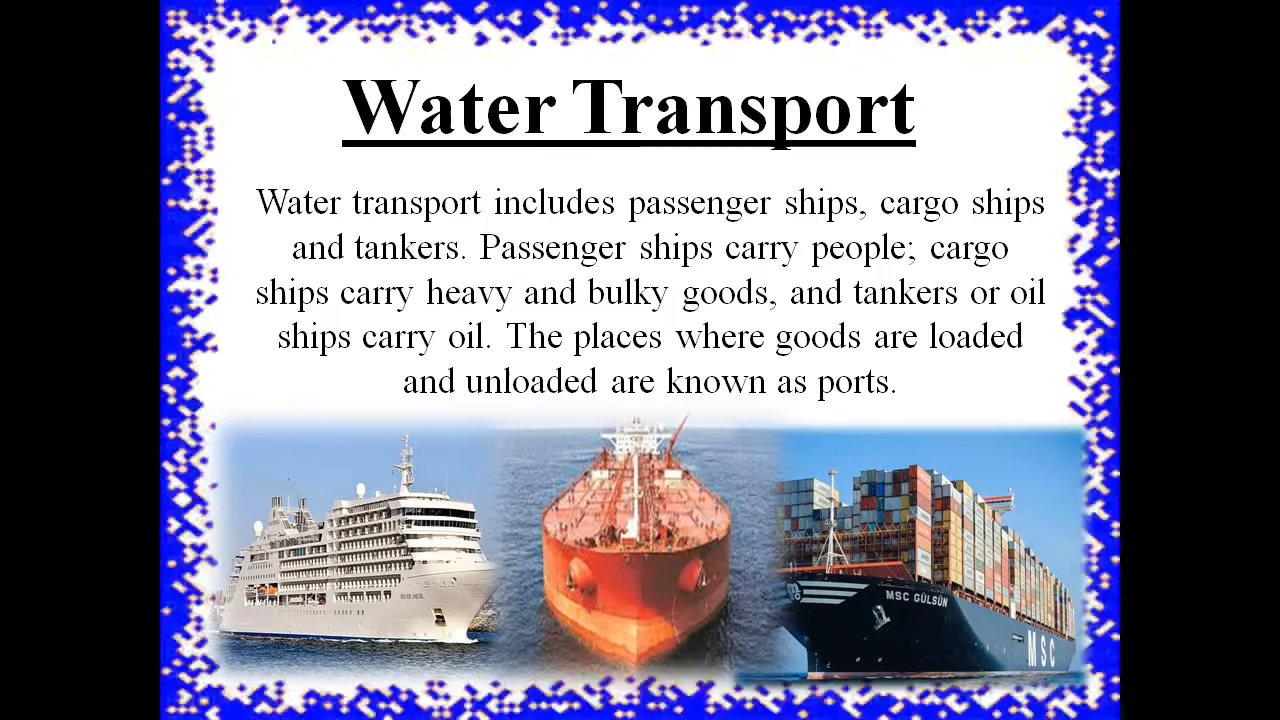 Water Transport
Water transport includes passenger ships, cargo ships
and tankers. Passenger ships carry people; cargo
ships carry heavy and bulky goods, and tankers or oil
ships carry oil. The places where goods are loaded
and unloaded are known as ports.
MSC GÜLSÜN
MSC